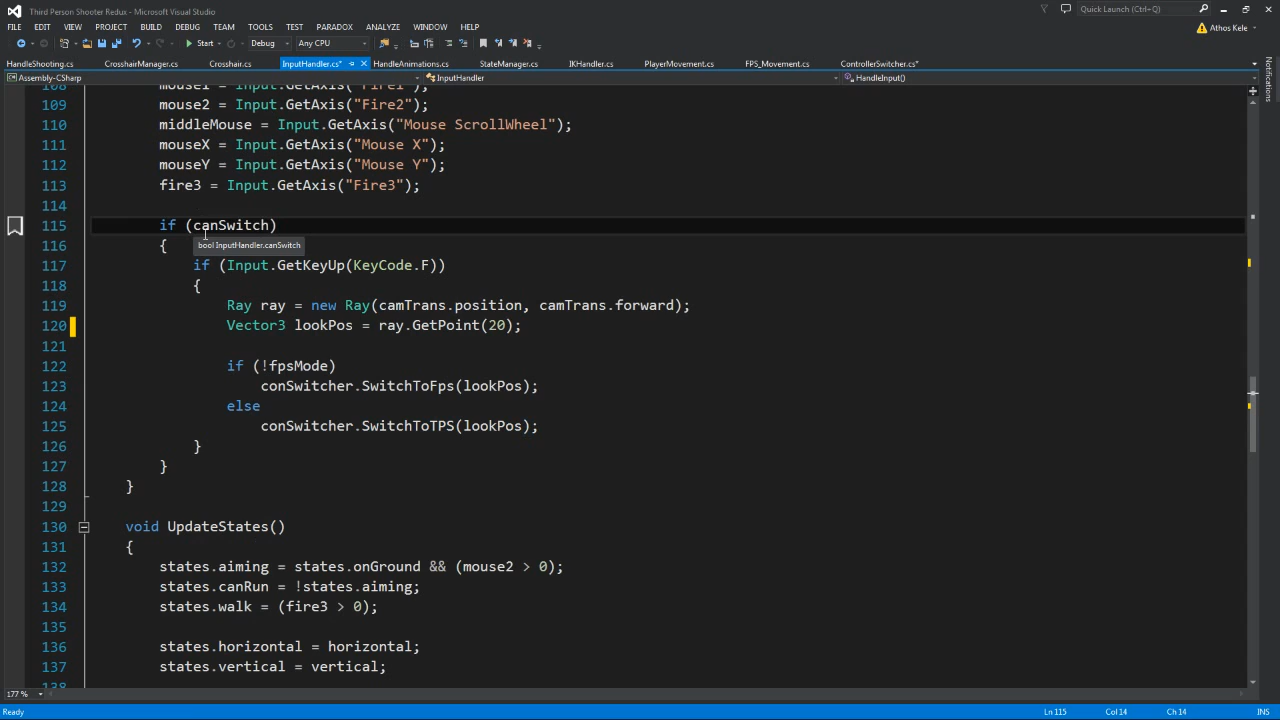 Third Person Shooter Redux - Microsoft Visual Studio
Quick Launch (Ctrl+Q)
FILE EDIT VIEW PROJECT BUILD DEBUG TEAM TOOLS TEST PARADOX ANALYZE WINDOW HELP
Athos Kele
Start Debug Any CPU
HandleShooting.cs CrosshairManager.cs Crosshair.cs InputHandler.cs* HandleAnimations.cs StateManager.cs IKHandler.cs PlayerMovement.cs FPS_Movement.cs ControllerSwitcher.cs*
Assembly-CSharp InputHandler HandleInput()
Notifications
108 mouse1 = Input.GetAxis("Fire1");
109 mouse2 = Input.GetAxis("Fire2");
110 middleMouse = Input.GetAxis("Mouse ScrollWheel");
111 mouseX = Input.GetAxis("Mouse X");
112 mouseY = Input.GetAxis("Mouse Y");
113 fire3 = Input.GetAxis("Fire3");
114
115 if (canSwitch)
116 {
bool InputHandler.canSwitch
117 if (Input.GetKeyUp(KeyCode.F))
118 {
119 Ray ray = new Ray(camTrans.position, camTrans.forward);
120 Vector3 lookPos = ray.GetPoint(20);
121
122 if (!fpsMode)
123 conSwitcher.SwitchToFps(lookPos);
124 else
125 conSwitcher.SwitchToTPS(lookPos);
126 }
127 }
128 }
129
130 void UpdateStates()
131 {
132 states.aiming = states.onGround && (mouse2 > 0);
133 states.canRun = !states.aiming;
134 states.walk = (fire3 > 0);
135
136 states.horizontal = horizontal;
137 states.vertical = vertical;
138
177 %
Ready Ln 115 Col 14 Ch 14 INS